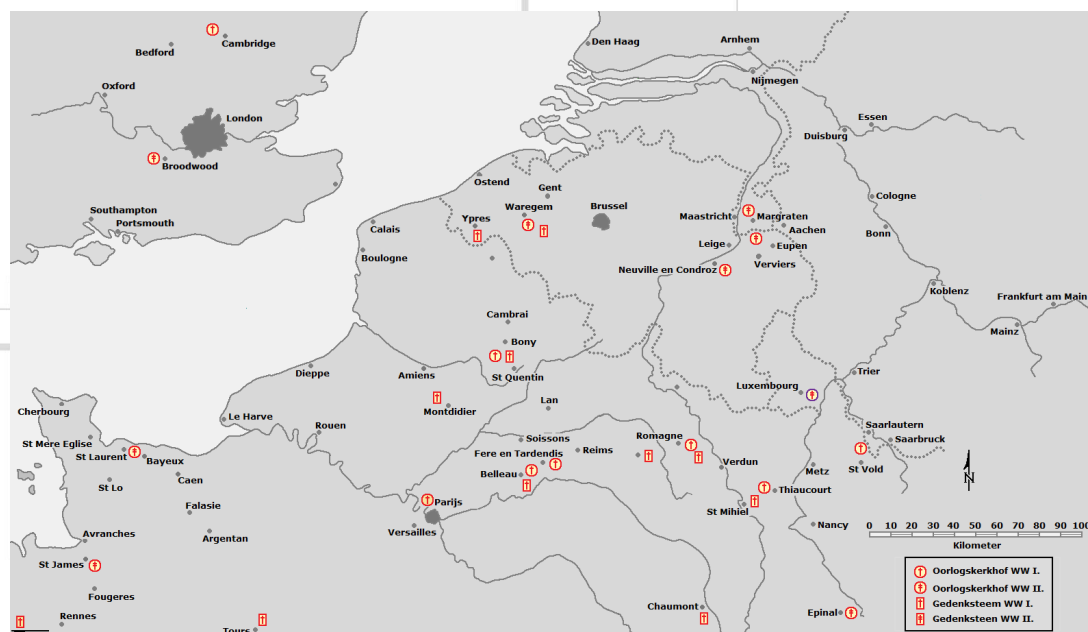 Den Haag
Arnhem
Cambridge
Bedford
Nijmegen
Oxford
London
Essen
Duisburg
Broodwood
Ostend
Gent
Cologne
Waregem
Brussel
Southampton
Portsmouth
Ypres
Maastricht
Margraten
Calais
Aachen
Bonn
Leige
Eupen
Boulogne
Verviers
Neuville en Condroz
Koblenz
Frankfurt am Main
Cambrai
Mainz
Bony
Dieppe
Amiens
St Quentin
Trier
Luxembourg
Cherbourg
Montdidier
Lan
Le Harve
Rouen
Saarlautern
St Mere Eglise
Soissons
Romagne
Saarbruck
St Laurent
Bayeux
Fere en Tardendis
Reims
Verdun
Metz
St Vold
Belleau
Caen
St Lo
N
Thiaucourt
Parijs
Falasie
St Mihiel
Versailles
Nancy
0 10 20 30 40 50 60 70 80 90 100
Kilometer
Avranches
Argentan
St James
Oorlogskerkhof WW I.
Oorlogskerkhof WW II.
Gedenksteem WW I.
Gedenksteen WW II.
Fougeres
Chaumont
Epinal
Rennes
Tours